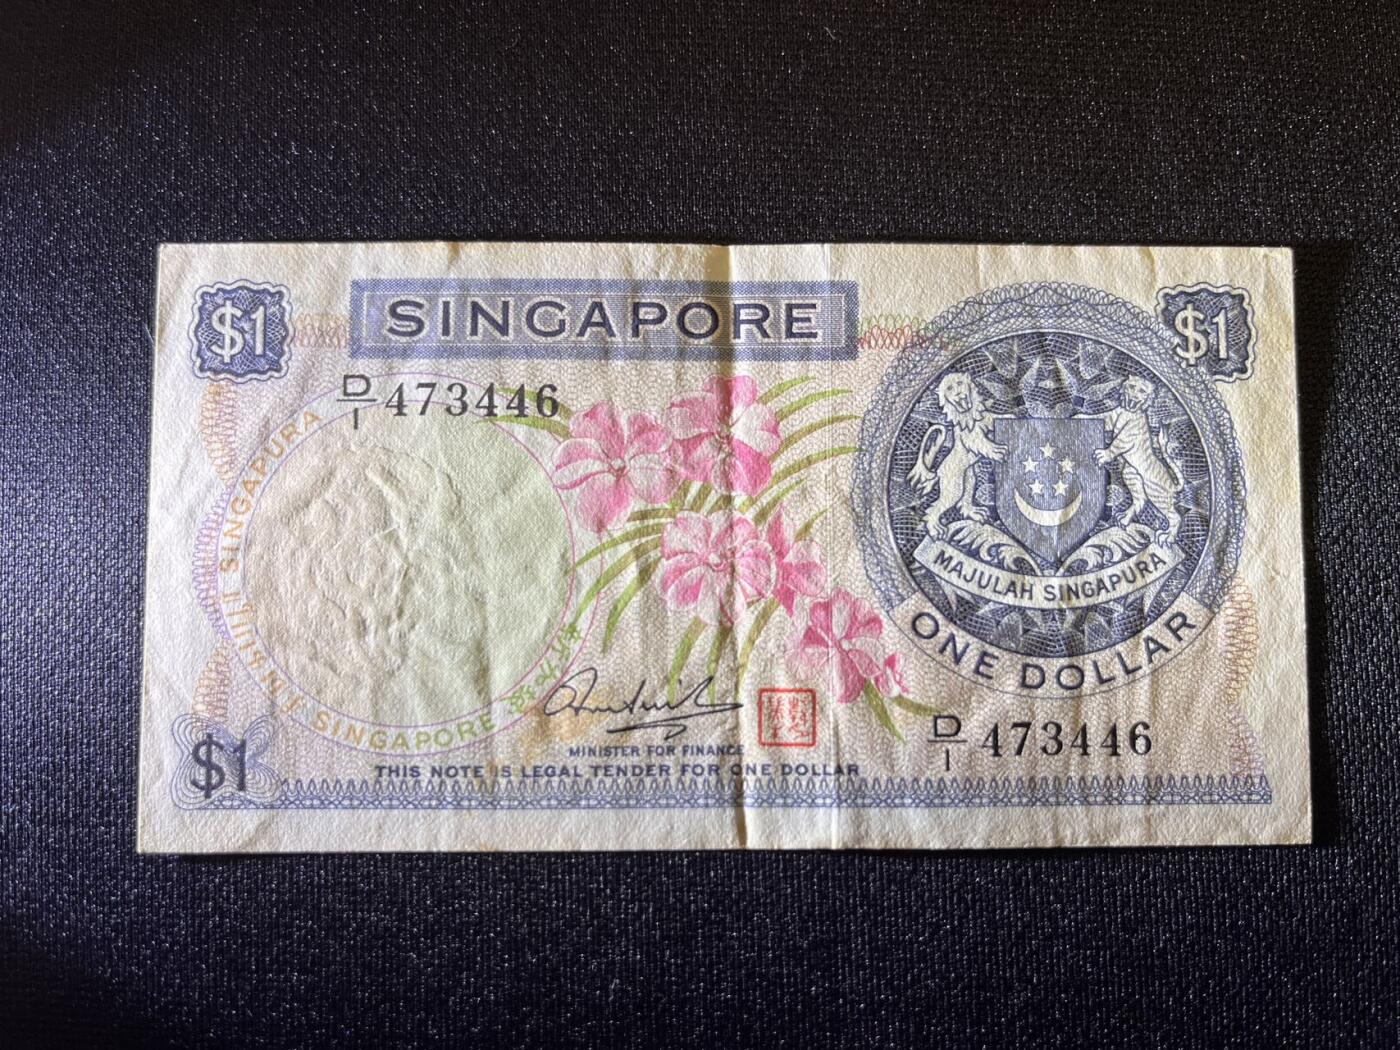 $1
SINGAPORE
$1
D/1 473446
SINGAPURA
SINGAPORE
MAJULAH SINGAPURA
ONE DOLLAR
D/1 473446
MINISTER FOR FINANCE
THIS NOTE IS LEGAL TENDER FOR ONE DOLLAR
$1